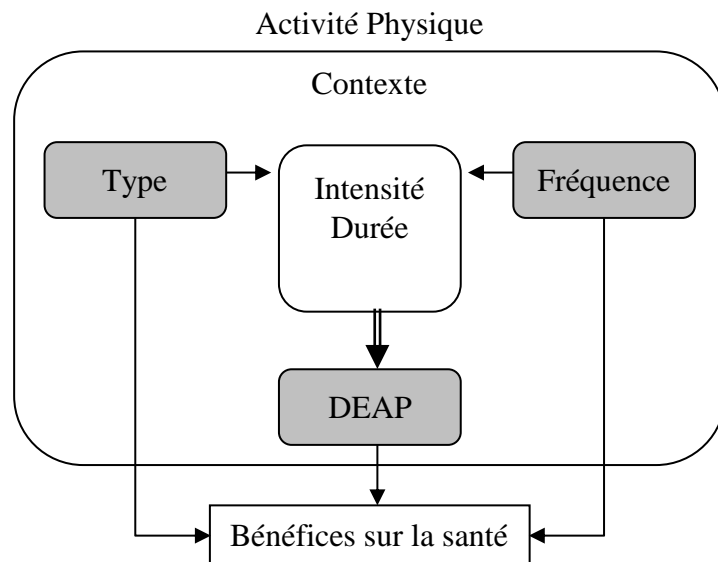 Activité Physique
Contexte
Type
Intensité
Durée
Fréquence
DEAP
Bénéfices sur la santé